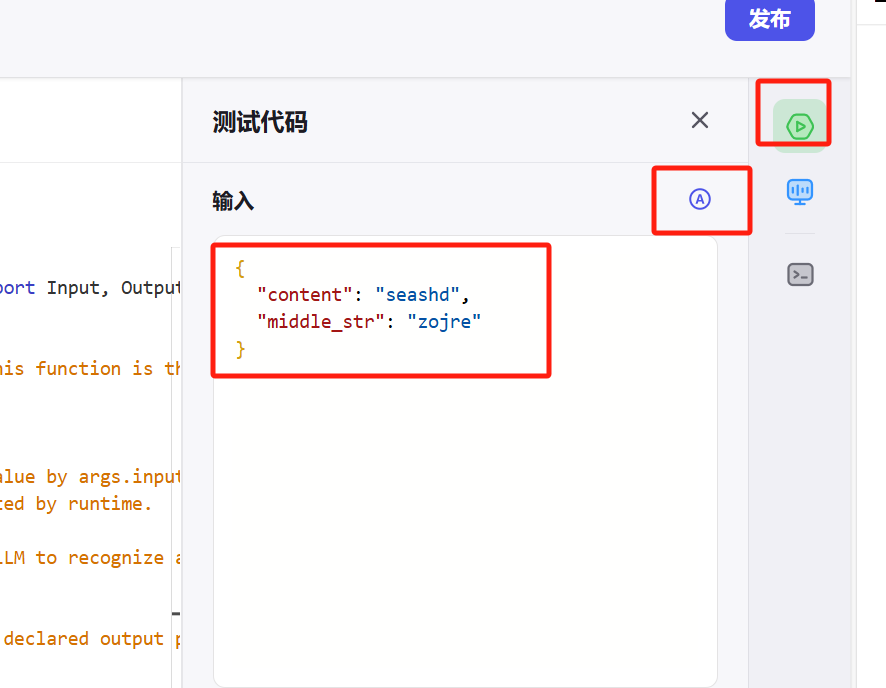 发布
测试代码
输入
A
{
"content": "seashd",
"middle_str": "zojre"
}
port Input, Output
his function is th
alue by args.input
ted by runtime.
LLM to recognize a
declared output p